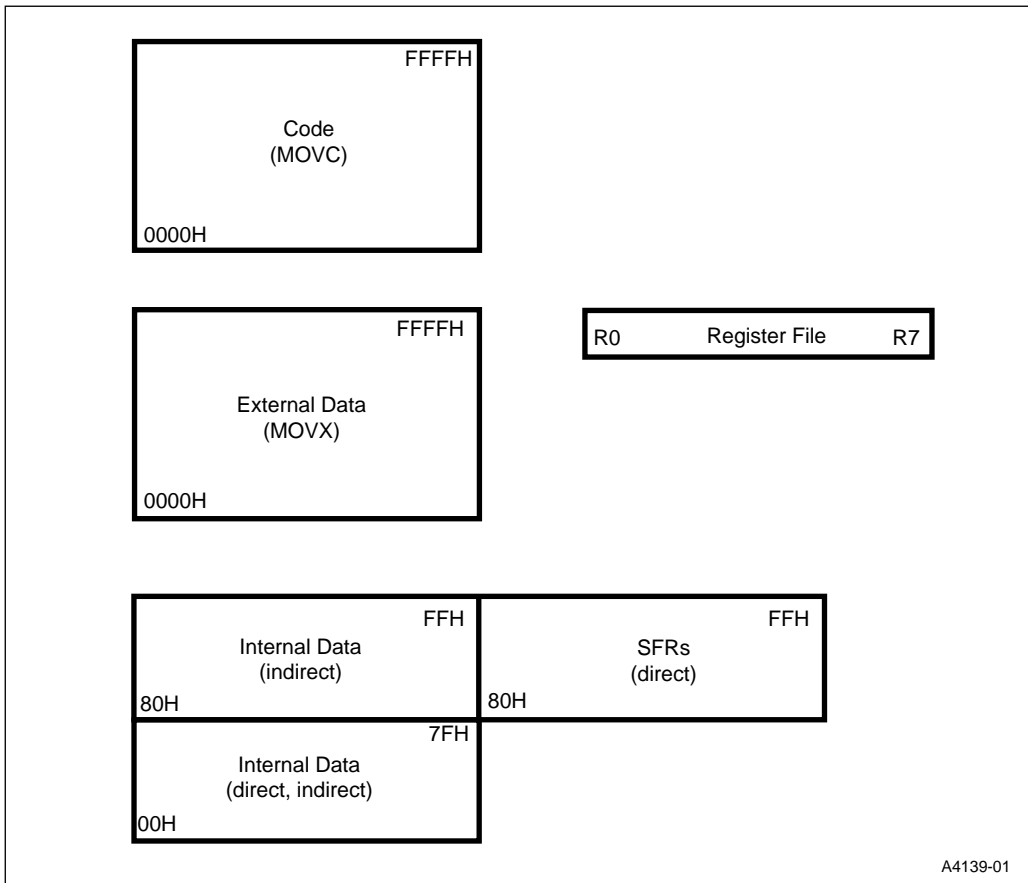 FFFFH
Code
(MOVC)
0000H
FFFFH
External Data
(MOVX)
0000H
R0 Register File R7
FFH
Internal Data
(indirect)
80H
FFH
SFRs
(direct)
80H
7FH
Internal Data
(direct, indirect)
00H
A4139-01